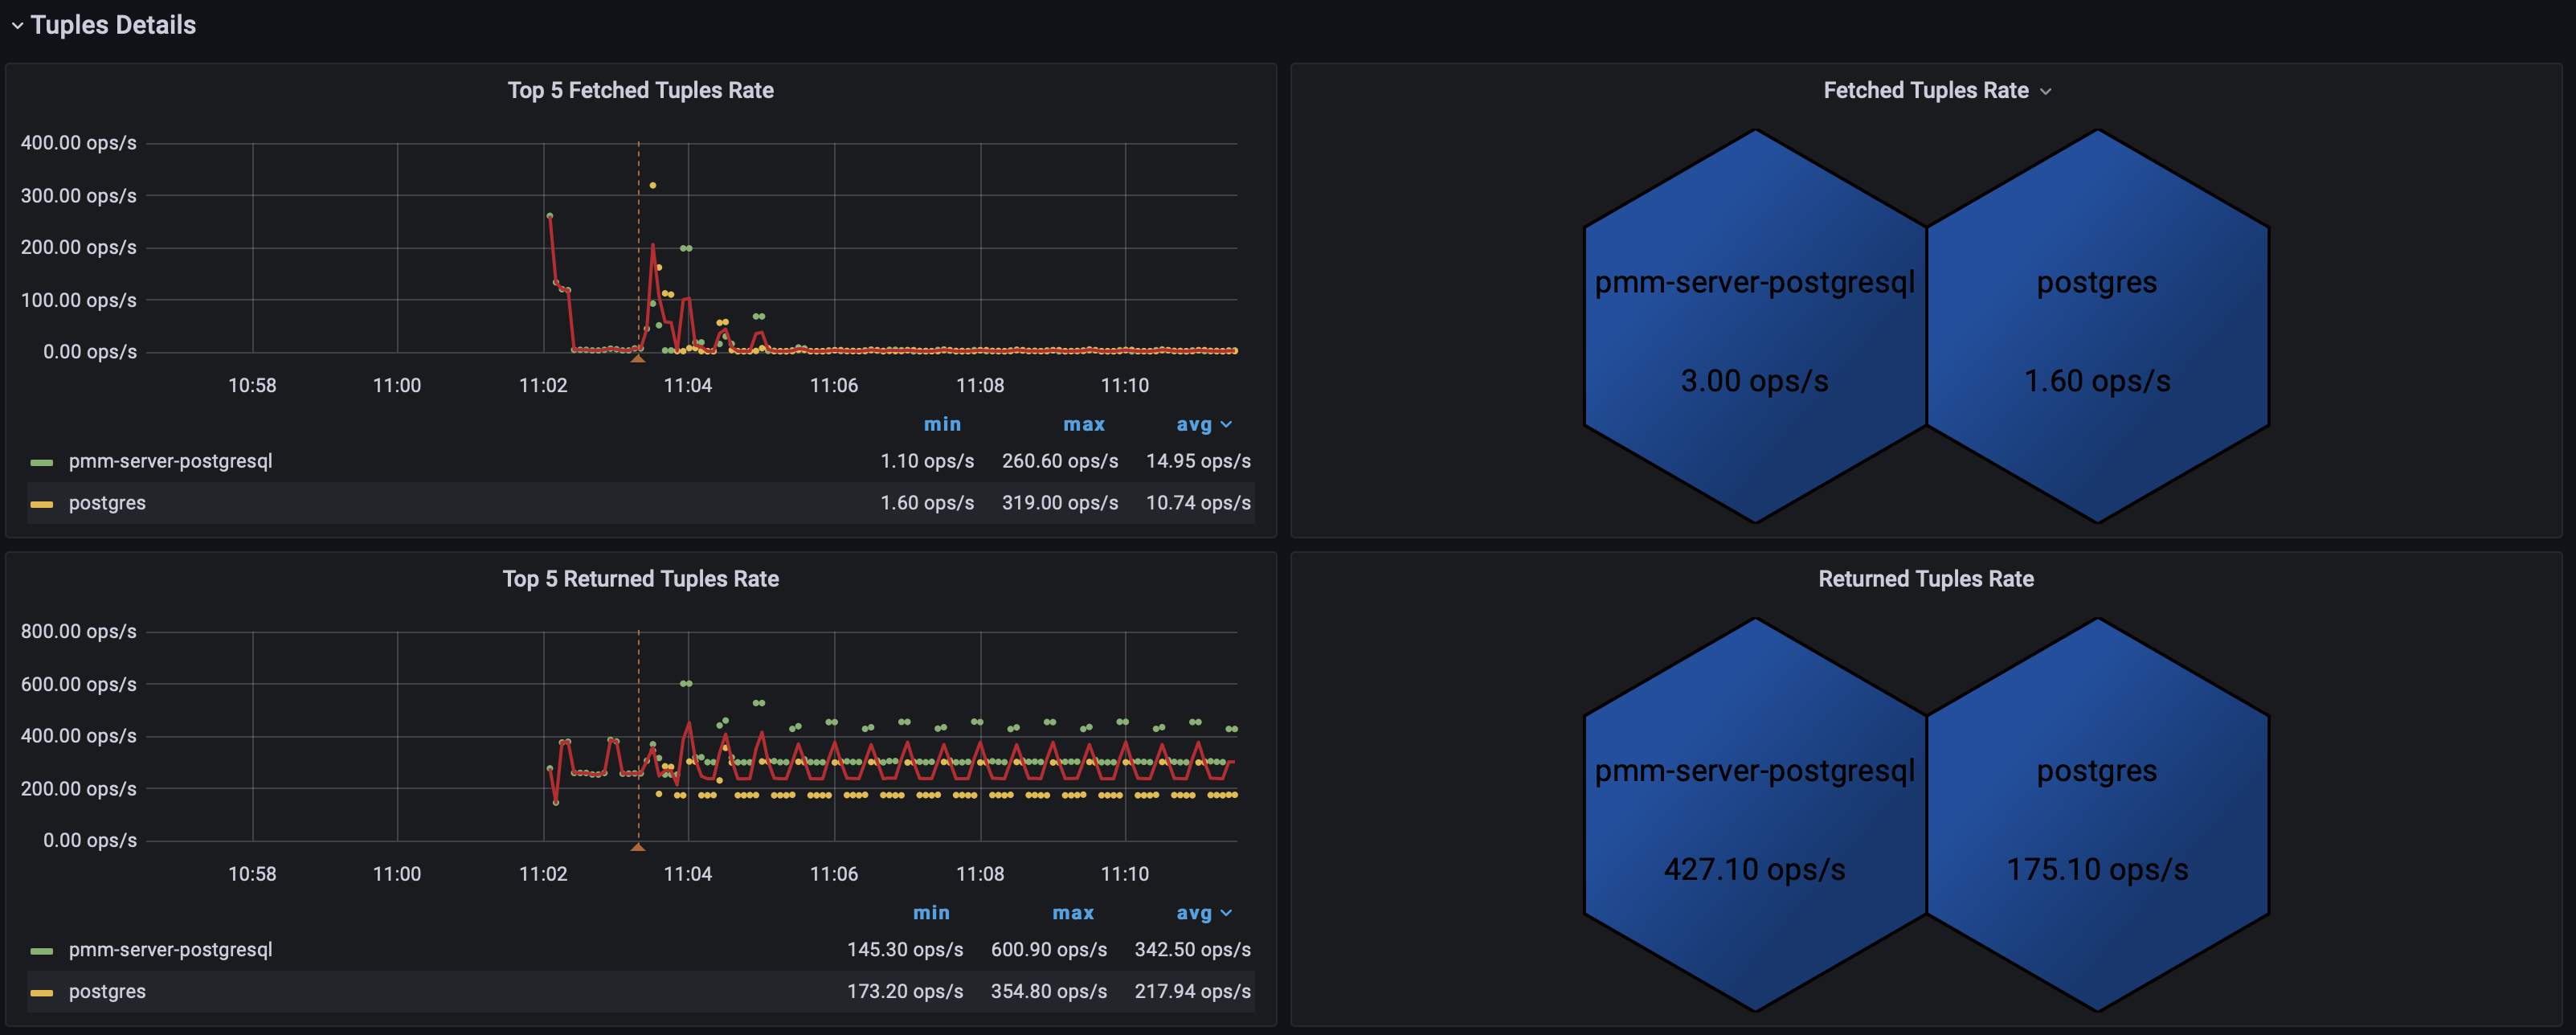 Tuples Details
Top 5 Fetched Tuples Rate
400.00 ops/s
300.00 ops/s
200.00 ops/s
100.00 ops/s
0.00 ops/s
10:58 11:00 11:02 11:04 11:06 11:08 11:10
min max avg
pmm-server-postgresql 1.10 ops/s 260.60 ops/s 14.95 ops/s
postgres 1.60 ops/s 319.00 ops/s 10.74 ops/s
Fetched Tuples Rate
pmm-server-postgresql postgres
3.00 ops/s 1.60 ops/s
Top 5 Returned Tuples Rate
800.00 ops/s
600.00 ops/s
400.00 ops/s
200.00 ops/s
0.00 ops/s
10:58 11:00 11:02 11:04 11:06 11:08 11:10
min max avg
pmm-server-postgresql 145.30 ops/s 600.90 ops/s 342.50 ops/s
postgres 173.20 ops/s 354.80 ops/s 217.94 ops/s
Returned Tuples Rate
pmm-server-postgresql postgres
427.10 ops/s 175.10 ops/s